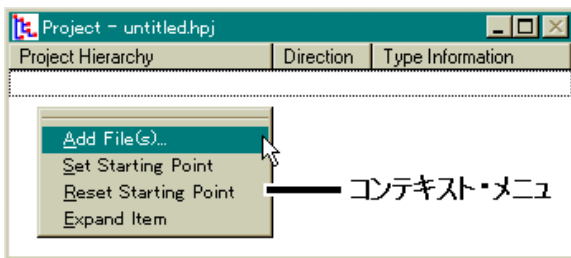 Project - untitled.hpj
Project Hierarchy Direction Type Information
Add File(s)...
Set Starting Point
Reset Starting Point
コンテキスト・メニュ
Expand Item